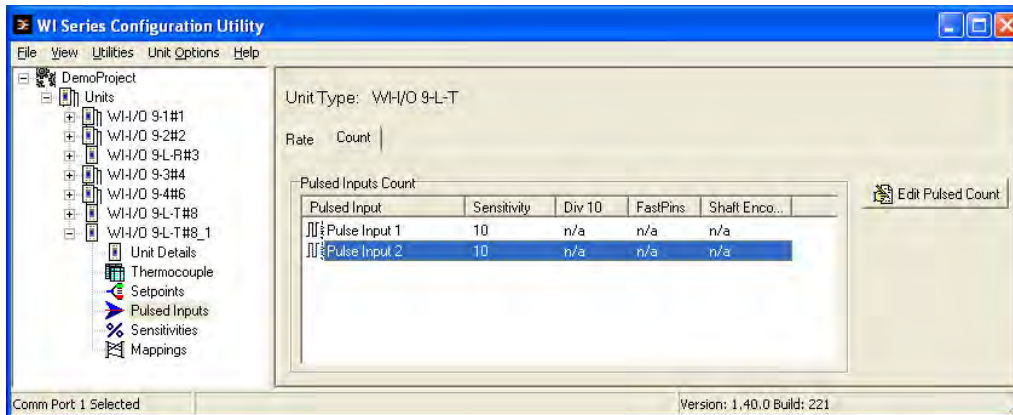 WI Series Configuration Utility
File View Utilities Unit Options Help
DemoProject
Units
WI-I/O 9-1#1
WI-I/O 9-2#2
WI-I/O 9-L-R#3
WI-I/O 9-3#4
WI-I/O 9-4#6
WI-I/O 9-L-T#8
WI-I/O 9-L-T#8_1
Unit Details
Thermocouple
Setpoints
Pulsed Inputs
Sensitivities
Mappings
Unit Type: WI-I/O 9-L-T
Rate Count
Pulsed Inputs Count
Pulsed Input Sensitivity Div 10 FastPins Shaft Enco...
Pulse Input 1 10 n/a n/a n/a
Pulse Input 2 10 n/a n/a n/a
Edit Pulsed Count
Comm Port 1 Selected Version: 1.40.0 Build: 221